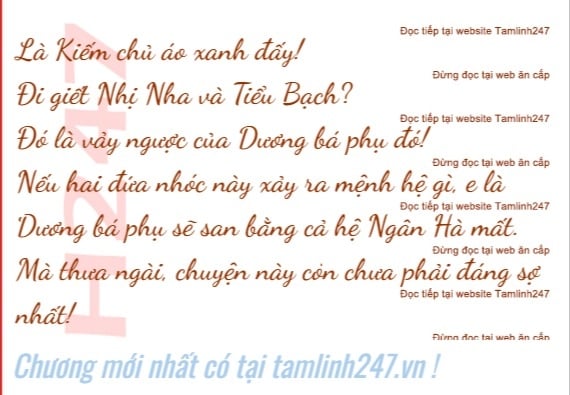 Đọc tiếp tại website Tamlinh247
Là Kiếm chủ áo xanh đấy!
Đừng đọc tại web ăn cắp
Đi giết Nhị Nha và Tiểu Bạch?
Đọc tiếp tại website Tamlinh247
Đó là vảy ngược của Dương bá phụ đó!
Đừng đọc tại web ăn cắp
Nếu hai đứa nhóc này xảy ra mệnh hệ gì, e là
Đọc tiếp tại website Tamlinh247
Dương bá phụ sẽ san bằng cả hệ Ngân Hà mất.
Đừng đọc tại web ăn cắp
Mà thưa ngài, chuyện này còn chưa phải đáng sợ
Đọc tiếp tại website Tamlinh247
nhất!
Đừng đọc tại web ăn cắp
H247
Chương mới nhất có tại tamlinh247.vn !